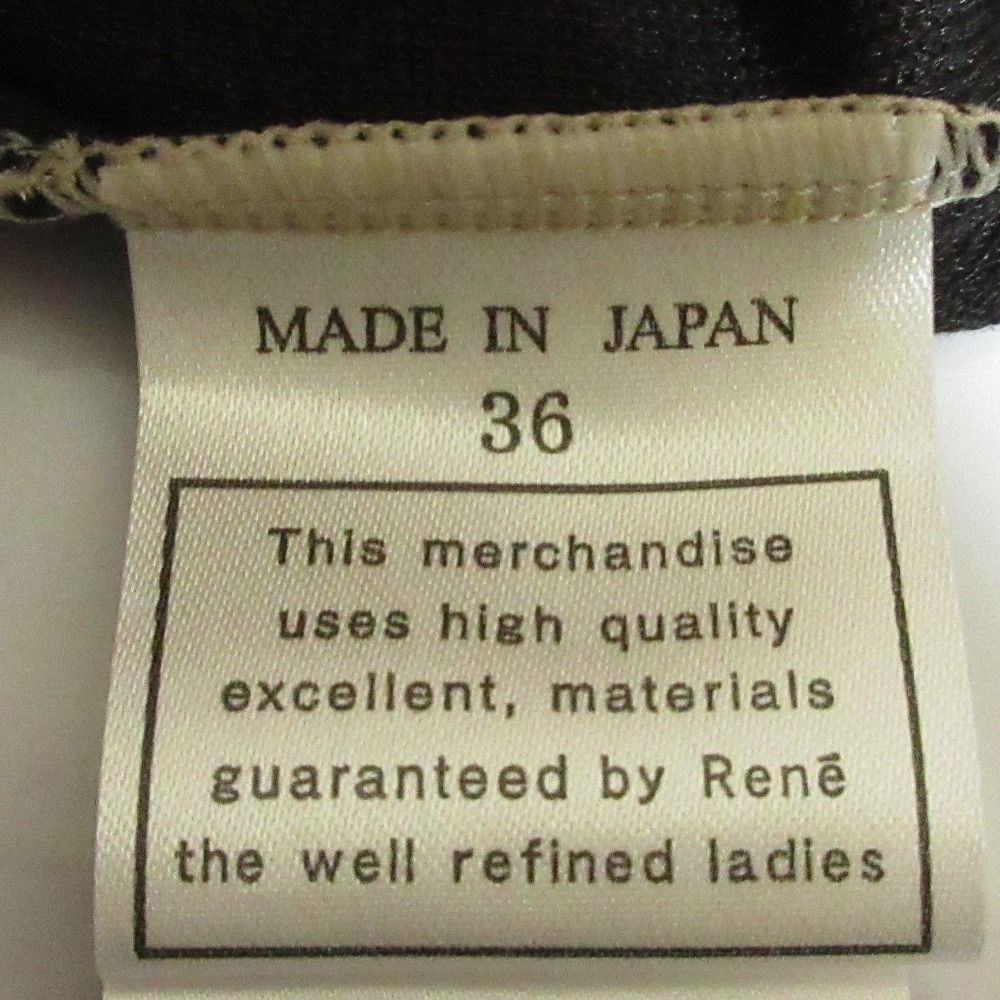 MADE IN JAPAN
36
This merchandise
uses high quality
excellent, materials
guaranteed by Renē
the well refined ladies